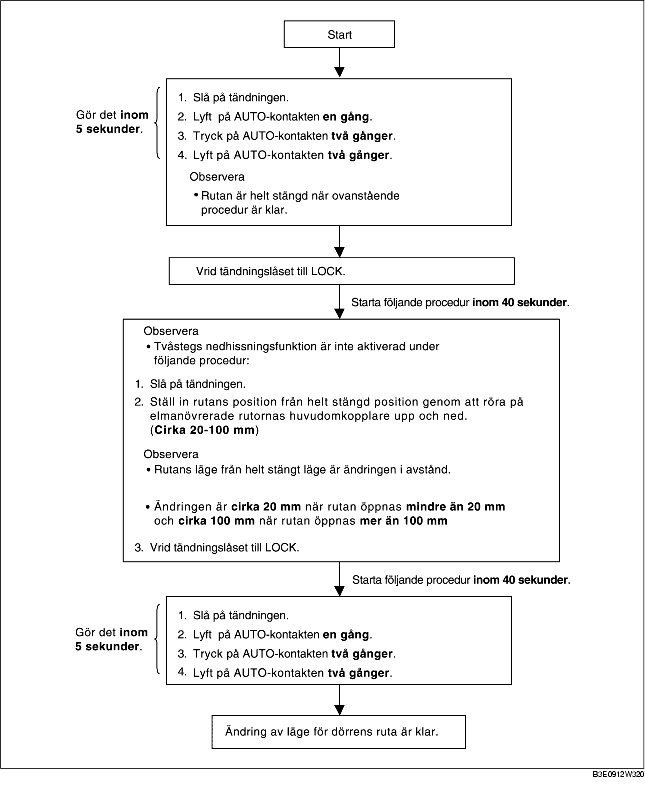 Start
Gör det inom
5 sekunder.
1. Slå på tändningen.
2. Lyft på AUTO-kontakten en gång.
3. Tryck på AUTO-kontakten två gånger.
4. Lyft på AUTO-kontakten två gånger.
Observera
• Rutan är helt stängd när ovanstående
procedur är klar.
Vrid tändningslåset till LOCK.
Starta följande procedur inom 40 sekunder.
Observera
• Tvåstegs nedhissningsfunktion är inte aktiverad under
följande procedur:
1. Slå på tändningen.
2. Ställ in rutans position från helt stängd position genom att röra på
elmanövrerade rutornas huvudomkopplare upp och ned.
(Cirka 20-100 mm)
Observera
• Rutans läge från helt stängt läge är ändringen i avstånd.
• Ändringen är cirka 20 mm när rutan öppnas mindre än 20 mm
och cirka 100 mm när rutan öppnas mer än 100 mm
3. Vrid tändningslåset till LOCK.
Starta följande procedur inom 40 sekunder.
Gör det inom
5 sekunder.
1. Slå på tändningen.
2. Lyft på AUTO-kontakten en gång.
3. Tryck på AUTO-kontakten två gånger.
4. Lyft på AUTO-kontakten två gånger.
Ändring av läge för dörrens ruta är klar.
B3E0912W320